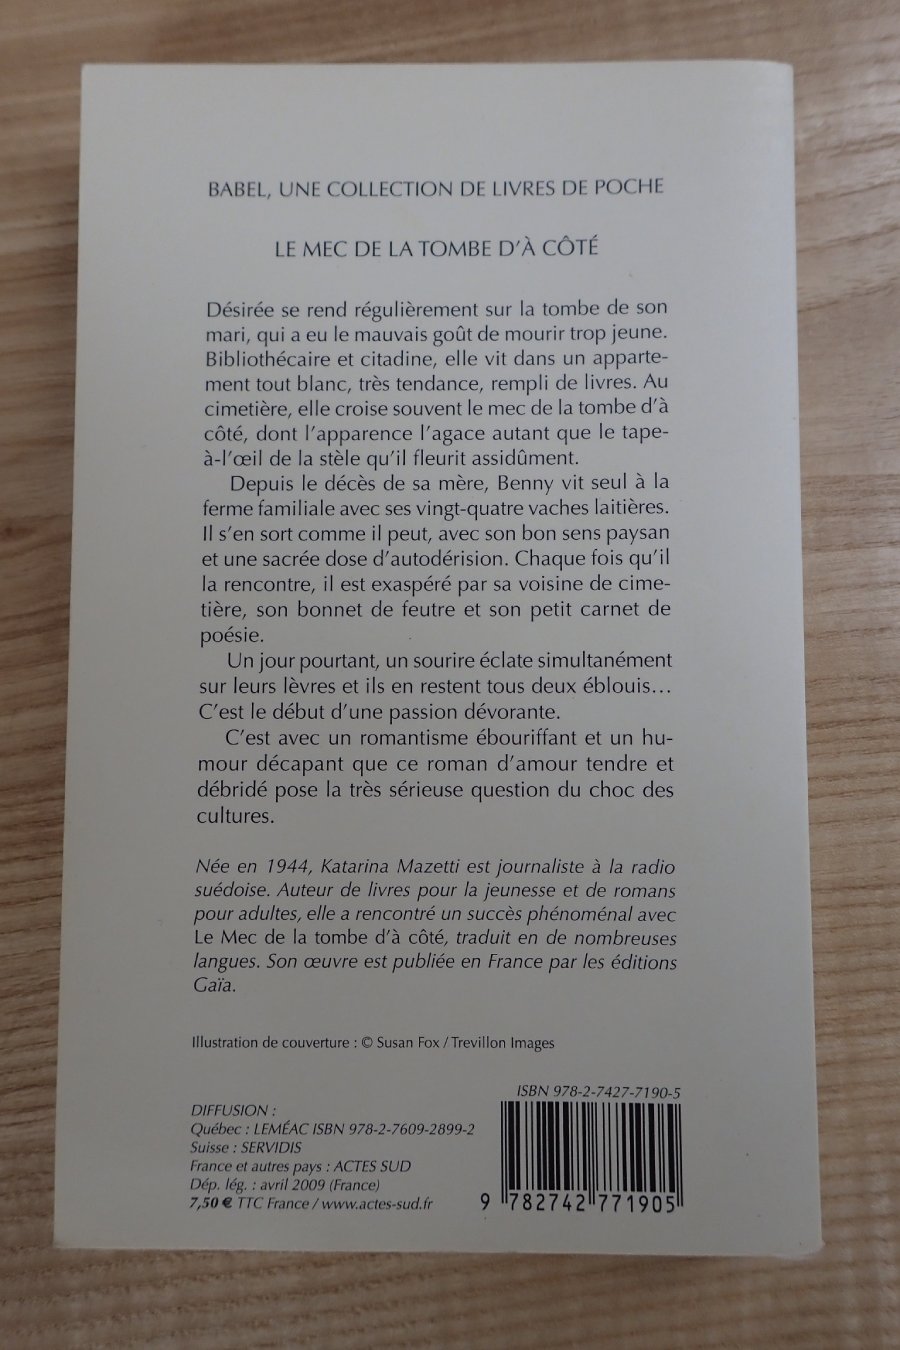 BABEL, UNE COLLECTION DE LIVRES DE POCHE
LE MEC DE LA TOMBE D'À CÔTÉ
Désirée se rend régulièrement sur la tombe de son
mari, qui a eu le mauvais goût de mourir trop jeune.
Bibliothécaire et citadine, elle vit dans un apparte-
ment tout blanc, très tendance, rempli de livres. Au
cimetière, elle croise souvent le mec de la tombe d'à
côté, dont l'apparence l'agace autant que le tape-
à-l'œil de la stèle qu'il fleurit assidûment.
Depuis le décès de sa mère, Benny vit seul à la
ferme familiale avec ses vingt-quatre vaches laitières.
Il s'en sort comme il peut, avec son bon sens paysan
et une sacrée dose d'autodérision. Chaque fois qu'il
la rencontre, il est exaspéré par sa voisine de cime-
tière, son bonnet de feutre et son petit carnet de
poésie.
Un jour pourtant, un sourire éclate simultanément
sur leurs lèvres et ils en restent tous deux éblouis...
C'est le début d'une passion dévorante.
C'est avec un romantisme ébouriffant et un hu-
mour décapant que ce roman d'amour tendre et
débridé pose la très sérieuse question du choc des
cultures.
Née en 1944, Katarina Mazetti est journaliste à la radio
suédoise. Auteur de livres pour la jeunesse et de romans
pour adultes, elle a rencontré un succès phénoménal avec
Le Mec de la tombe d'à côté, traduit en de nombreuses
langues. Son œuvre est publiée en France par les éditions
Gaïa.
Illustration de couverture : © Susan Fox / Trevillon Images
ISBN 978-2-7427-7190-5
DIFFUSION :
Québec : LEMÉAC ISBN 978-2-7609-2899-2
Suisse : SERVIDIS
France et autres pays : ACTES SUD
Dép. lég. : avril 2009 (France)
7,50 € TTC France / www.actes-sud.fr
9 782742 771905